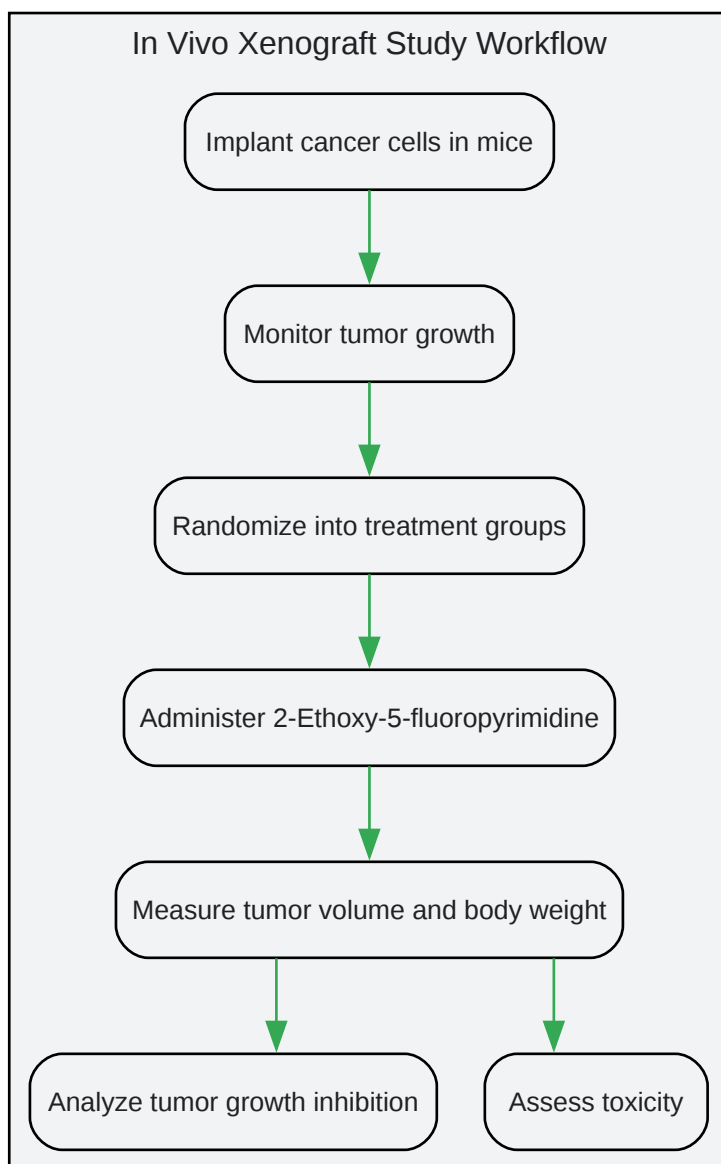 In Vivo Xenograft Study Workflow
Implant cancer cells in mice
Monitor tumor growth
Randomize into treatment groups
Administer 2-Ethoxy-5-fluoropyrimidine
Measure tumor volume and body weight
Analyze tumor growth inhibition
Assess toxicity